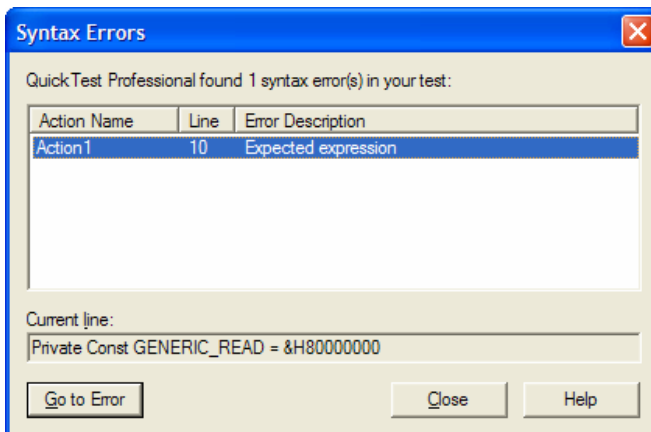 Syntax Errors
QuickTest Professional found 1 syntax error(s) in your test:
Action Name Line Error Description
Action1 10 Expected expression
Current line:
Private Const GENERIC_READ = &H80000000
Go to Error Close Help